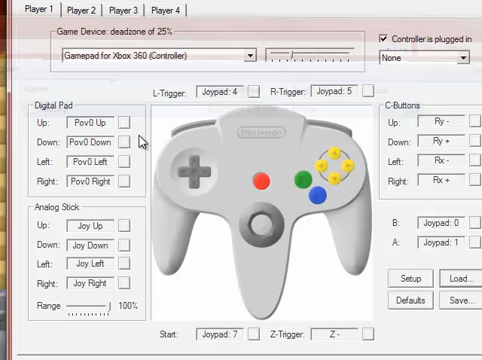 Player 1 Player 2 Player 3 Player 4
Game Device: deadzone of 25%
Gamepad for Xbox 360 (Controller)
Controller is plugged in
None
L-Trigger: Joypad: 4 R-Trigger: Joypad: 5
Digital Pad
Up: Pov0 Up
Down: Pov0 Down
Left: Pov0 Left
Right: Pov0 Right
Analog Stick
Up: Joy Up
Down: Joy Down
Left: Joy Left
Right: Joy Right
Range 100%
Nintendo
C-Buttons
Up: Ry -
Down: Ry +
Left: Rx -
Right: Rx +
B: Joypad: 0
A: Joypad: 1
Setup Load...
Defaults Save...
Start: Joypad: 7 Z-Trigger: Z -